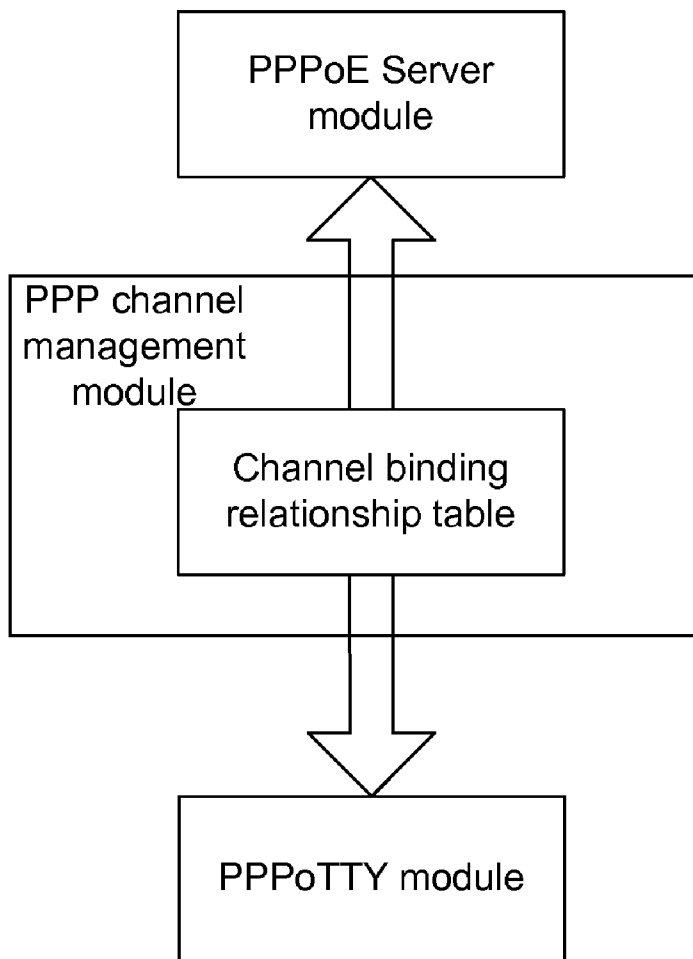 PPPoE Server
module
PPP channel
management
module
Channel binding
relationship table
PPPoTTY module